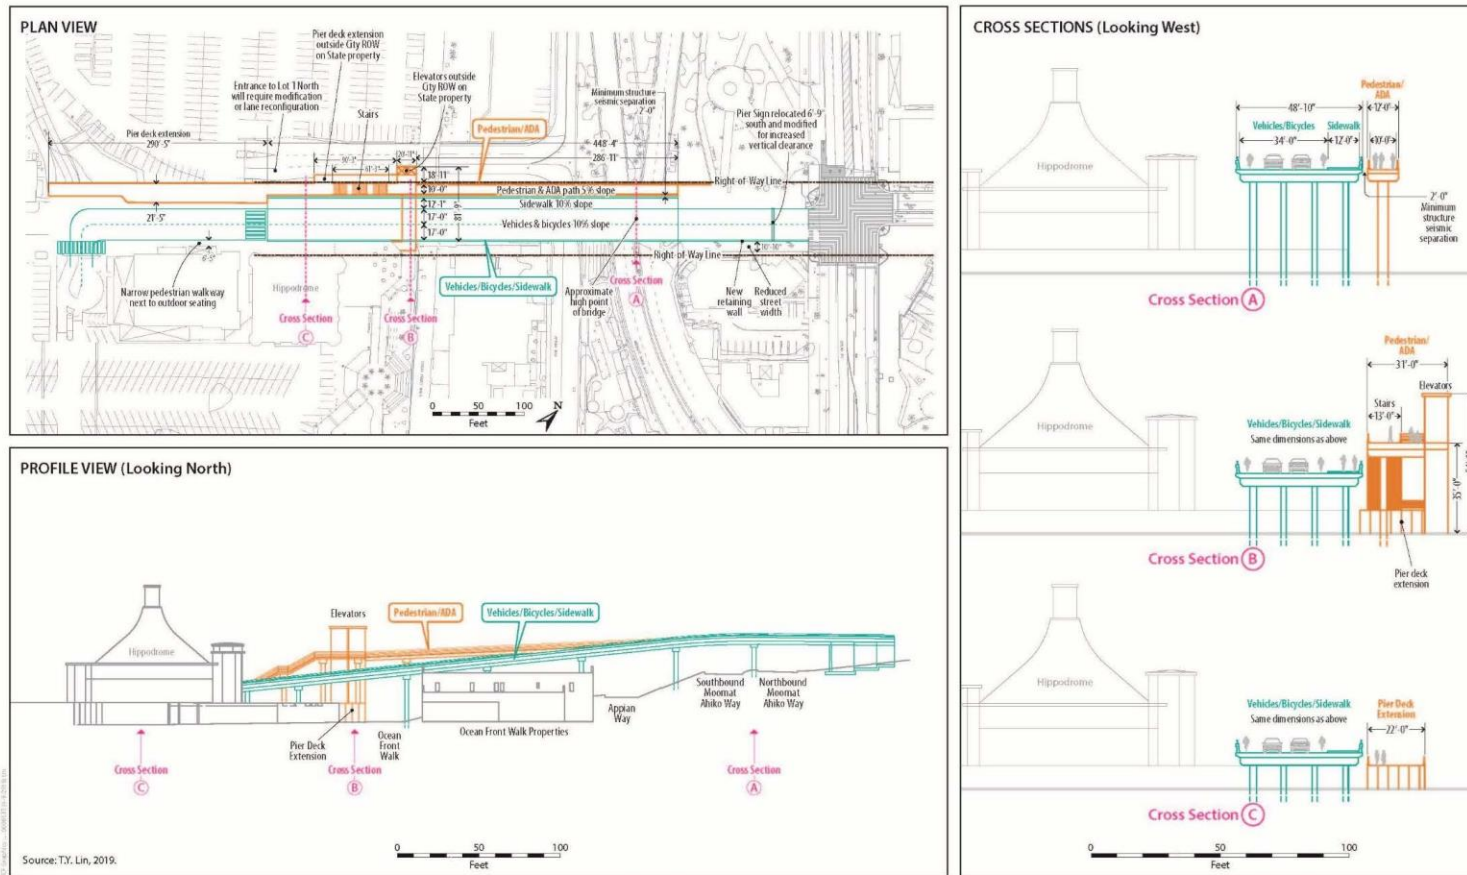 PLAN VIEW
Pier deck extension
outside City ROW
on State property
Entrance to Lot 1 North
will require modification
or lane reconfiguration
Stairs
Elevators outside
City ROW on
State property
Minimum structure
seismic separation
2'-0"
Pier Sign relocated 6'-9"
south and modified
for increased
vertical clearance
Pier deck extension
290'-5"
Pedestrian/ADA
448'-4"
286'-11"
18'-11"
10'-0"
12'-1"
17'-0"
17'-0"
81'-9"
Right-of-Way Line
Pedestrian & ADA path 5% slope
Sidewalk 10% slope
Vehicles & bicycles 10% slope
21'-5"
Right-of-Way Line
10'-10"
Narrow pedestrian walkway
next to outdoor seating
Hippodrome
Vehicles/Bicycles/Sidewalk
Approximate
high point
of bridge
New
retaining
wall
Reduced
street
width
Cross Section
A
Cross Section
C
Cross Section
B
0 50 100
Feet
N
PROFILE VIEW (Looking North)
Elevators
Pedestrian/ADA
Vehicles/Bicycles/Sidewalk
Hippodrome
Pier Deck
Extension
Ocean
Front
Walk
Ocean Front Walk Properties
Appian
Way
Southbound
Moomat
Ahiko Way
Northbound
Moomat
Ahiko Way
Cross Section
C
Cross Section
B
Cross Section
A
Source: T.Y. Lin, 2019.
0 50 100
Feet
CROSS SECTIONS (Looking West)
Pedestrian/
ADA
48'-10"
12'-0"
Vehicles/Bicycles
Sidewalk
34'-0"
12'-0"
10'-0"
Hippodrome
2'-0"
Minimum
structure
seismic
separation
Cross Section A
Pedestrian/
ADA
31'-0"
Elevators
Stairs
13'-0"
Vehicles/Bicycles/Sidewalk
Same dimensions as above
Hippodrome
35'-0"
Cross Section B
Pier deck
extension
Vehicles/Bicycles/Sidewalk
Same dimensions as above
Pier Deck
Extension
22'-0"
Hippodrome
Cross Section C
0 50 100
Feet